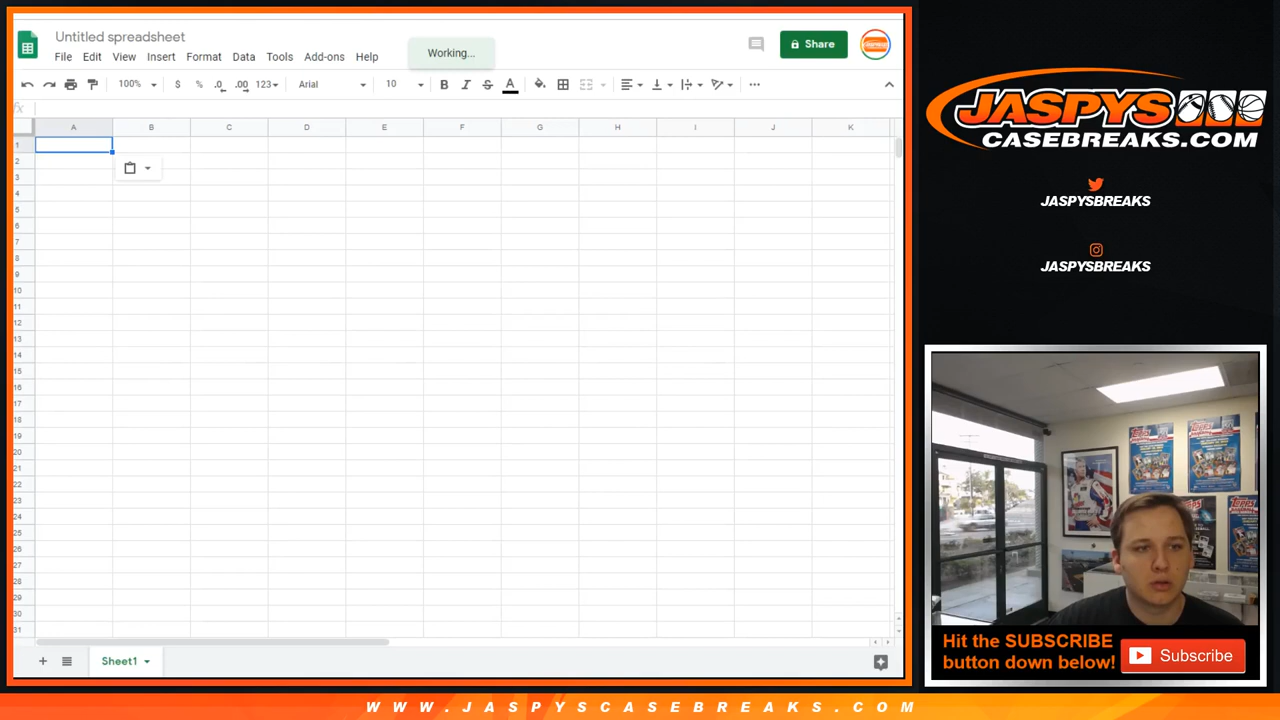 Untitled spreadsheet
File Edit View Insert Format Data Tools Add-ons Help
Working...
Share
100% $ % .0 .00 123 Arial 10 B I S A
fx
A B C D E F G H I J K
1
2
3
4
5
6
7
8
9
10
11
12
13
14
15
16
17
18
19
20
21
22
23
24
25
26
27
28
29
30
31
Sheet1
JASPYS
CASEBREAKS.COM
JASPYSBREAKS
JASPYSBREAKS
Hit the SUBSCRIBE
button down below!
Subscribe
WWW.JASPYSCASEBREAKS.COM